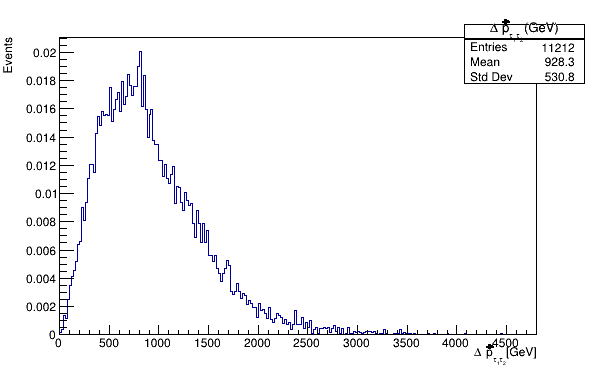 Δ p⃗_τ₁τ₂ (GeV)
Entries 11212
Mean 928.3
Std Dev 530.8
Events
0.02
0.018
0.016
0.014
0.012
0.01
0.008
0.006
0.004
0.002
0
0 500 1000 1500 2000 2500 3000 3500 4000 4500
Δ p⃗_τ₁τ₂ [GeV]